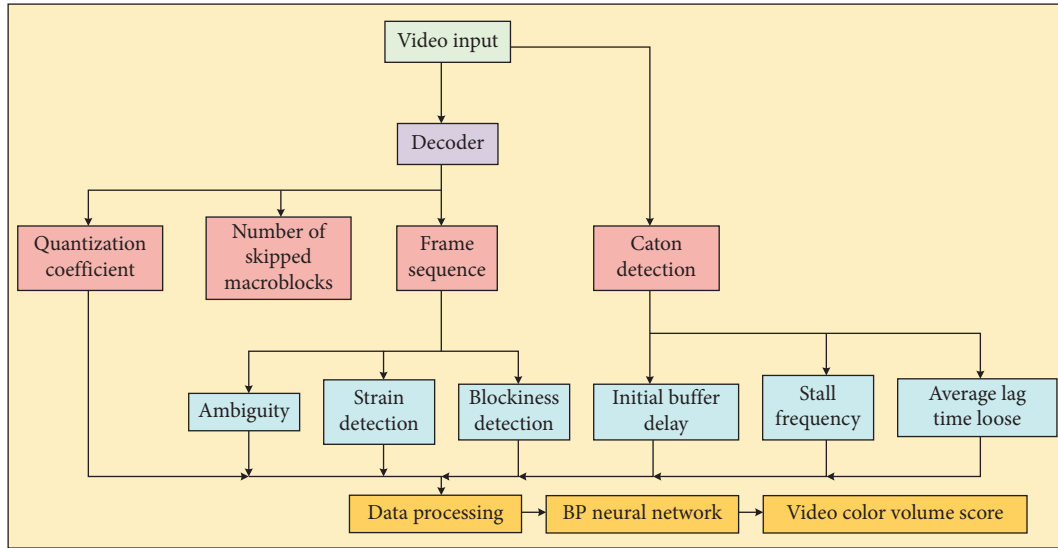 Video input
Decoder
Quantization
coefficient
Number of
skipped
macroblocks
Frame
sequence
Caton
detection
Ambiguity
Strain
detection
Blockiness
detection
Initial buffer
delay
Stall
frequency
Average lag
time loose
Data processing
BP neural network
Video color volume score